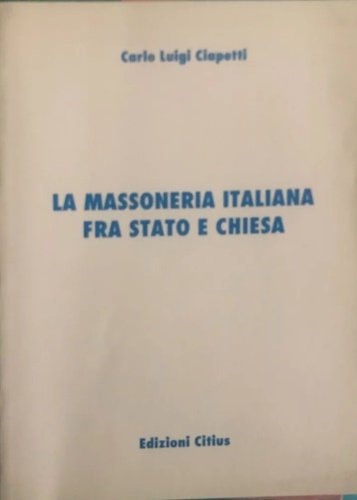 Carlo Luigi Ciapetti
LA MASSONERIA ITALIANA
FRA STATO E CHIESA
Edizioni Citius